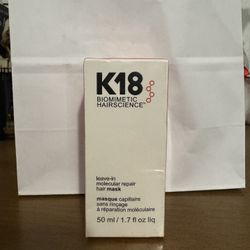 K18
BIOMIMETIC
HAIRSCIENCE
leave-in
molecular repair
hair mask
masque capillaire
sans rinçage
à réparation moléculaire
50 ml / 1.7 fl oz liq